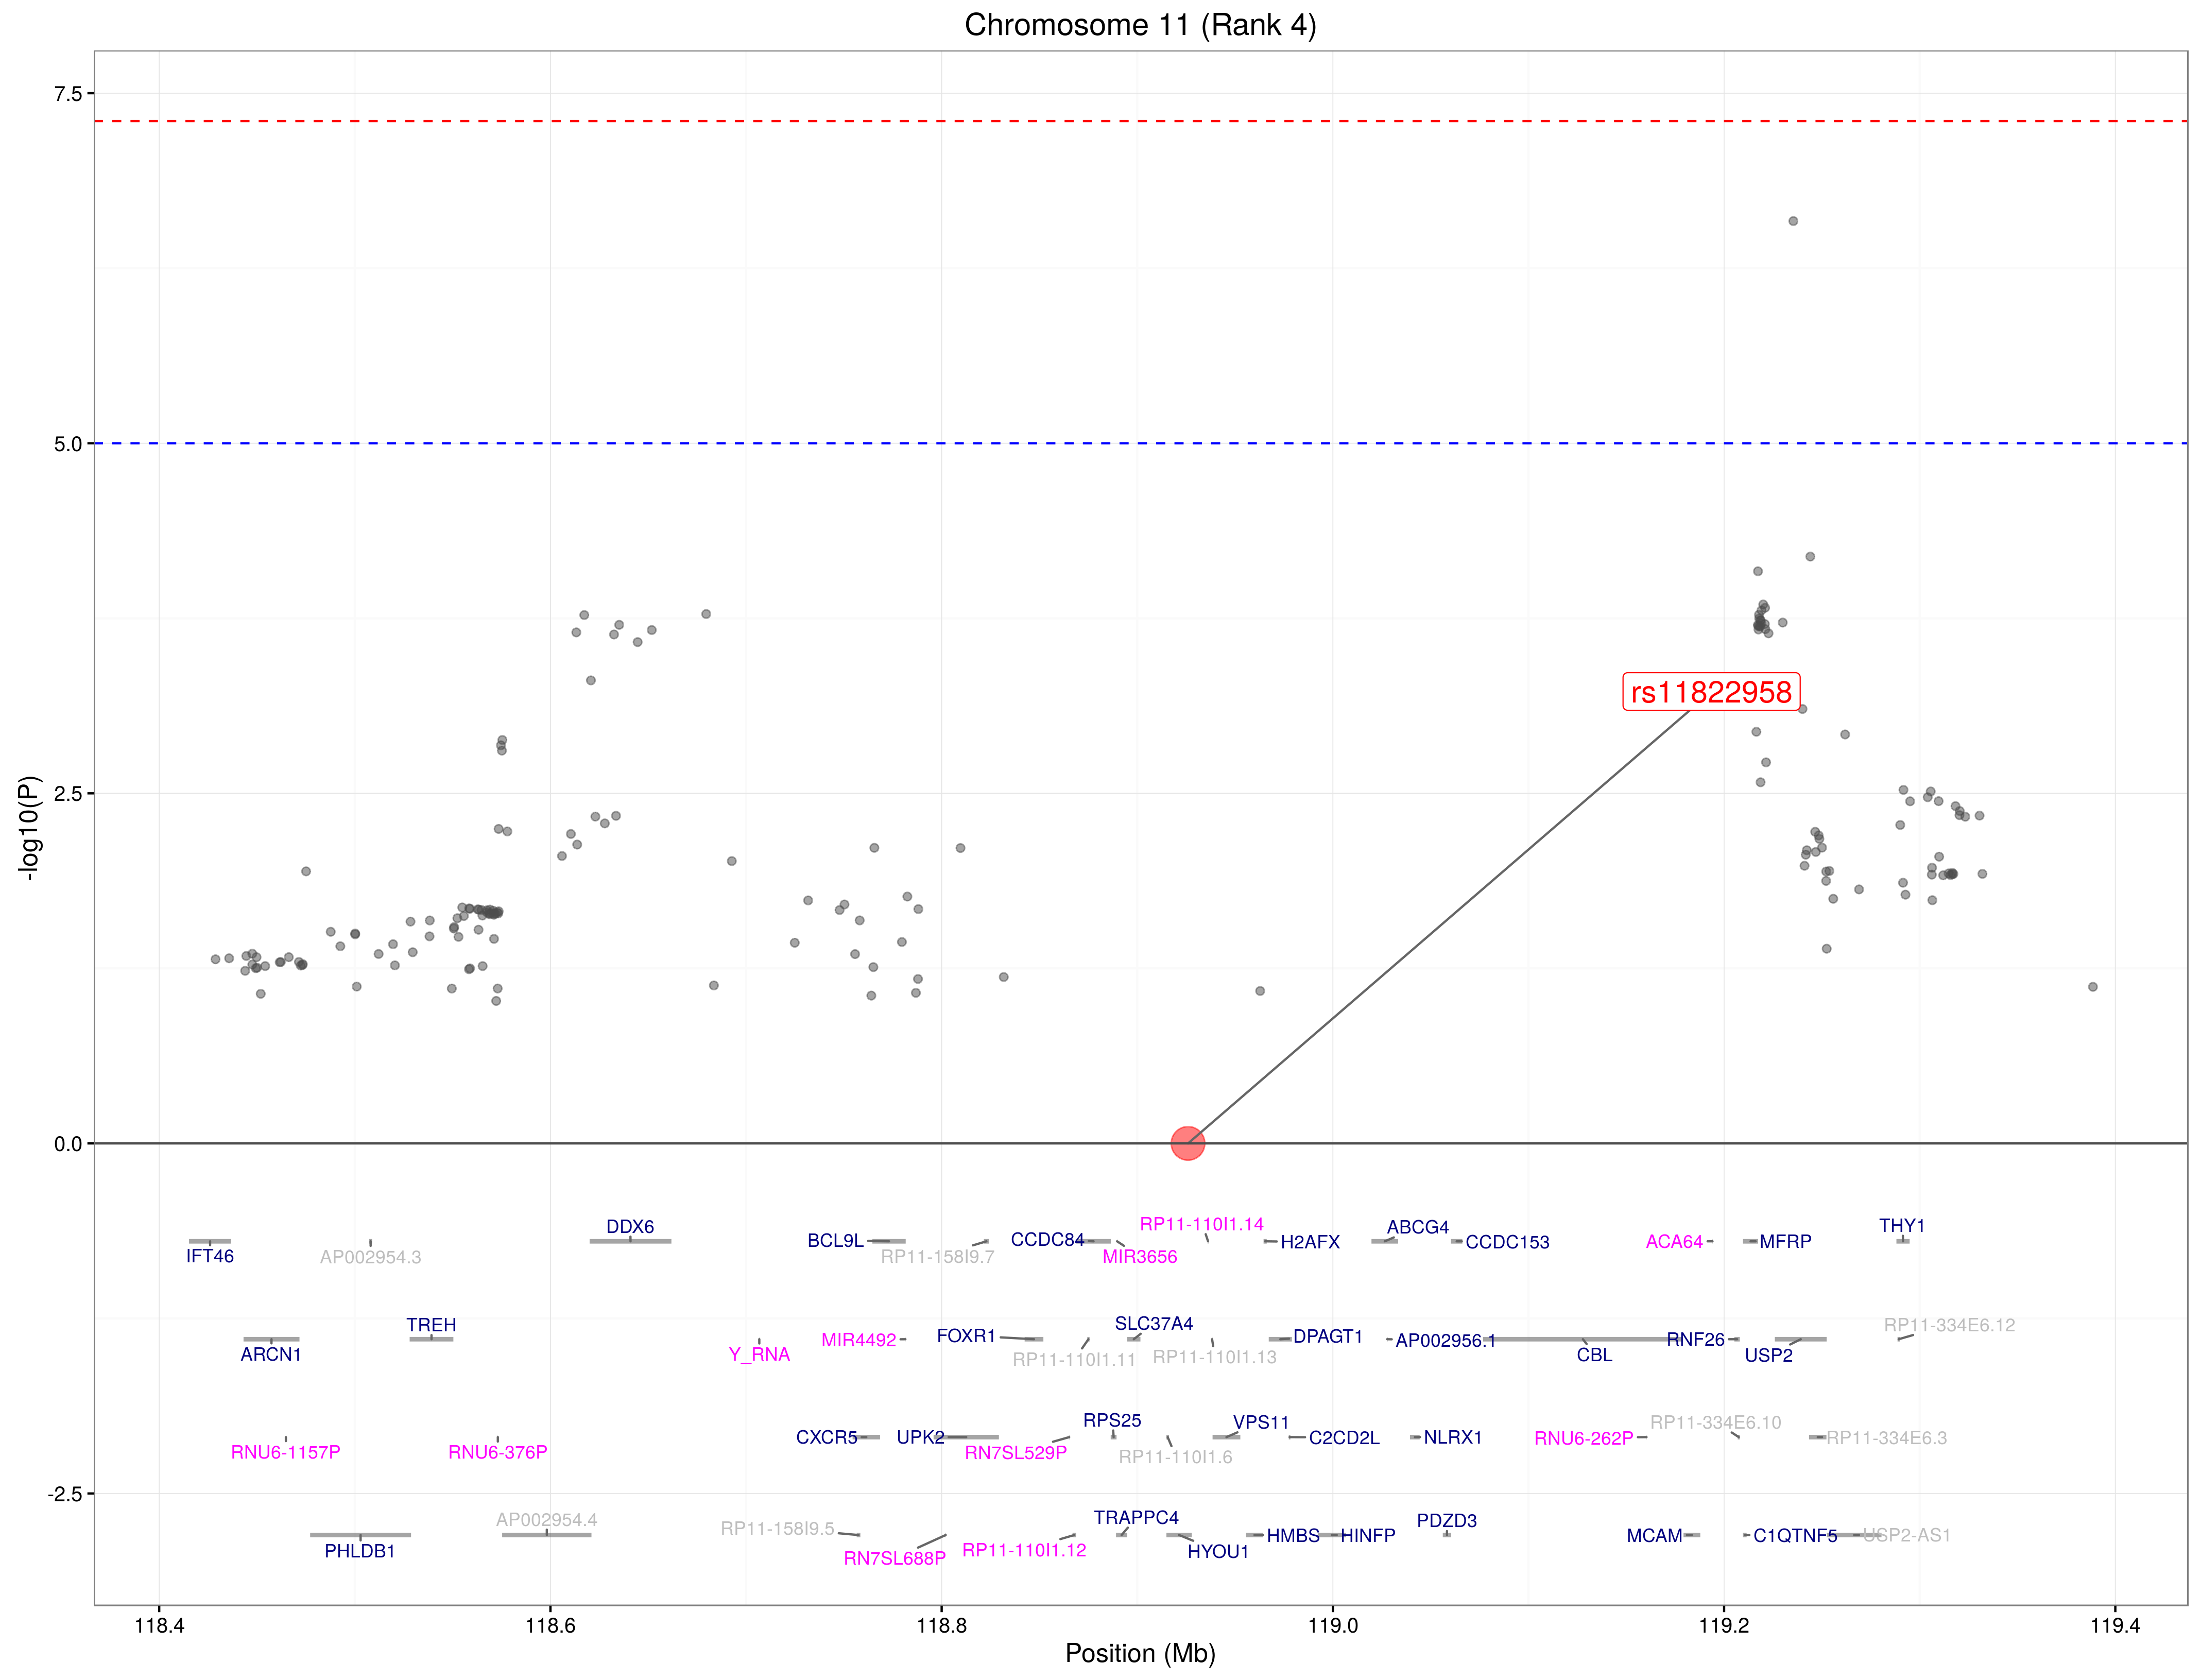 Chromosome 11 (Rank 4)
7.5
5.0
2.5
0.0
-2.5
-log10(P)
rs11822958
DDX6
RP11-110I1.14
ABCG4
THY1
BCL9L
CCDC84
H2AFX
CCDC153
ACA64
MFRP
IFT46
AP002954.3
RP11-158I9.7
MIR3656
TREH
SLC37A4
RP11-334E6.12
MIR4492
FOXR1
DPAGT1
AP002956.1
RNF26
ARCN1
Y_RNA
RP11-110I1.11
RP11-110I1.13
CBL
USP2
RPS25
VPS11
RP11-334E6.10
CXCR5
UPK2
C2CD2L
NLRX1
RNU6-262P
RP11-334E6.3
RNU6-1157P
RNU6-376P
RN7SL529P
RP11-110I1.6
AP002954.4
TRAPPC4
PDZD3
RP11-158I9.5
HMBS
HINFP
MCAM
C1QTNF5
USP2-AS1
PHLDB1
RN7SL688P
RP11-110I1.12
HYOU1
118.4
118.6
118.8
119.0
119.2
119.4
Position (Mb)